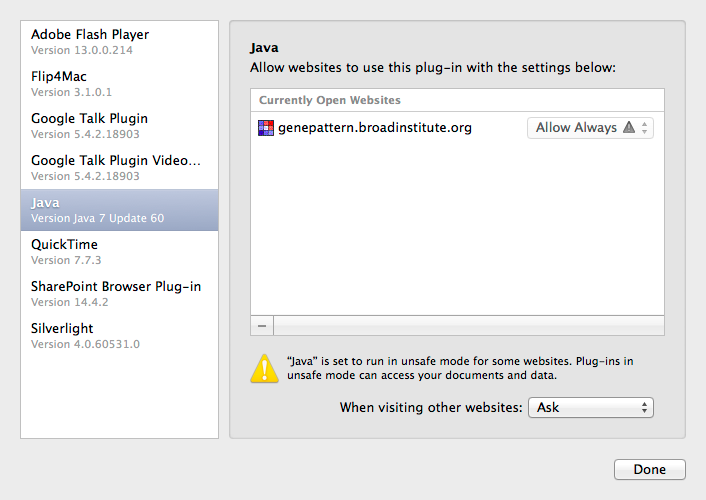 Adobe Flash Player
Version 13.0.0.214
Flip4Mac
Version 3.1.0.1
Google Talk Plugin
Version 5.4.2.18903
Google Talk Plugin Video...
Version 5.4.2.18903
Java
Version Java 7 Update 60
QuickTime
Version 7.7.3
SharePoint Browser Plug-in
Version 14.4.2
Silverlight
Version 4.0.60531.0
Java
Allow websites to use this plug-in with the settings below:
Currently Open Websites
genepattern.broadinstitute.org Allow Always
“Java” is set to run in unsafe mode for some websites. Plug-ins in
unsafe mode can access your documents and data.
When visiting other websites: Ask
Done